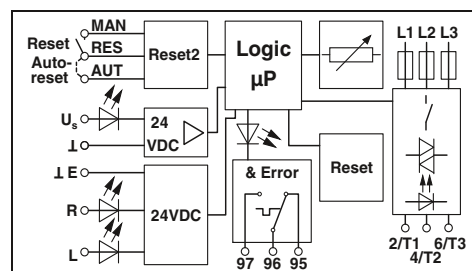 MAN
Reset
RES
Auto-
reset
AUT
Reset2
Logic
µP
L1 L2 L3
Us
⊥
24
VDC
⊥ E
R
L
24VDC
& Error
Reset
97 96 95
2/T1 6/T3
4/T2